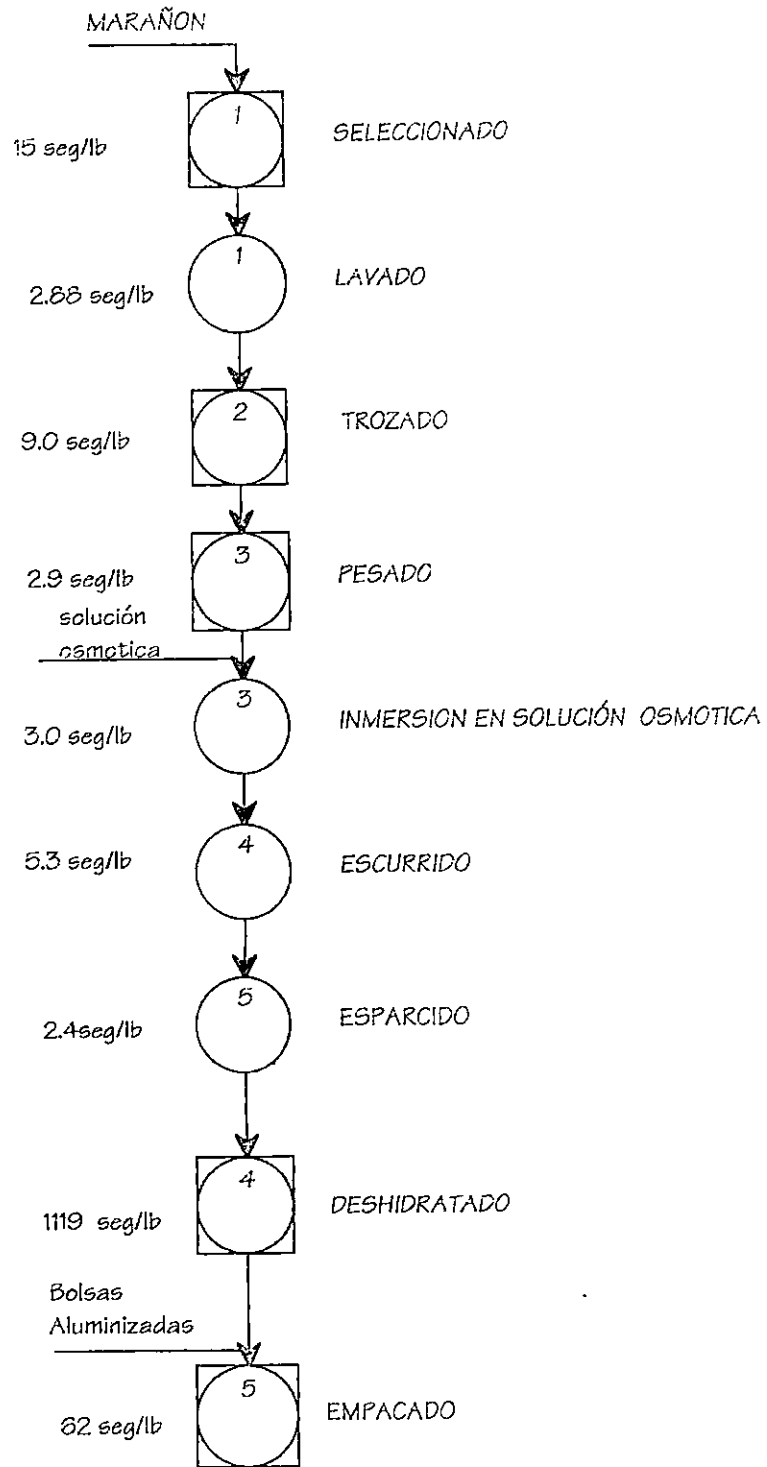 MARAÑON
1
15 seg/lb
SELECCIONADO
1
2.88 seg/lb
LAVADO
2
9.0 seg/lb
TROZADO
3
2.9 seg/lb
PESADO
solución
osmotica
3
3.0 seg/lb
INMERSION EN SOLUCIÓN OSMOTICA
4
5.3 seg/lb
ESCURRIDO
5
2.4seg/lb
ESPARCIDO
4
1119 seg/lb
DESHIDRATADO
Bolsas
Aluminizadas
5
62 seg/lb
EMPACADO